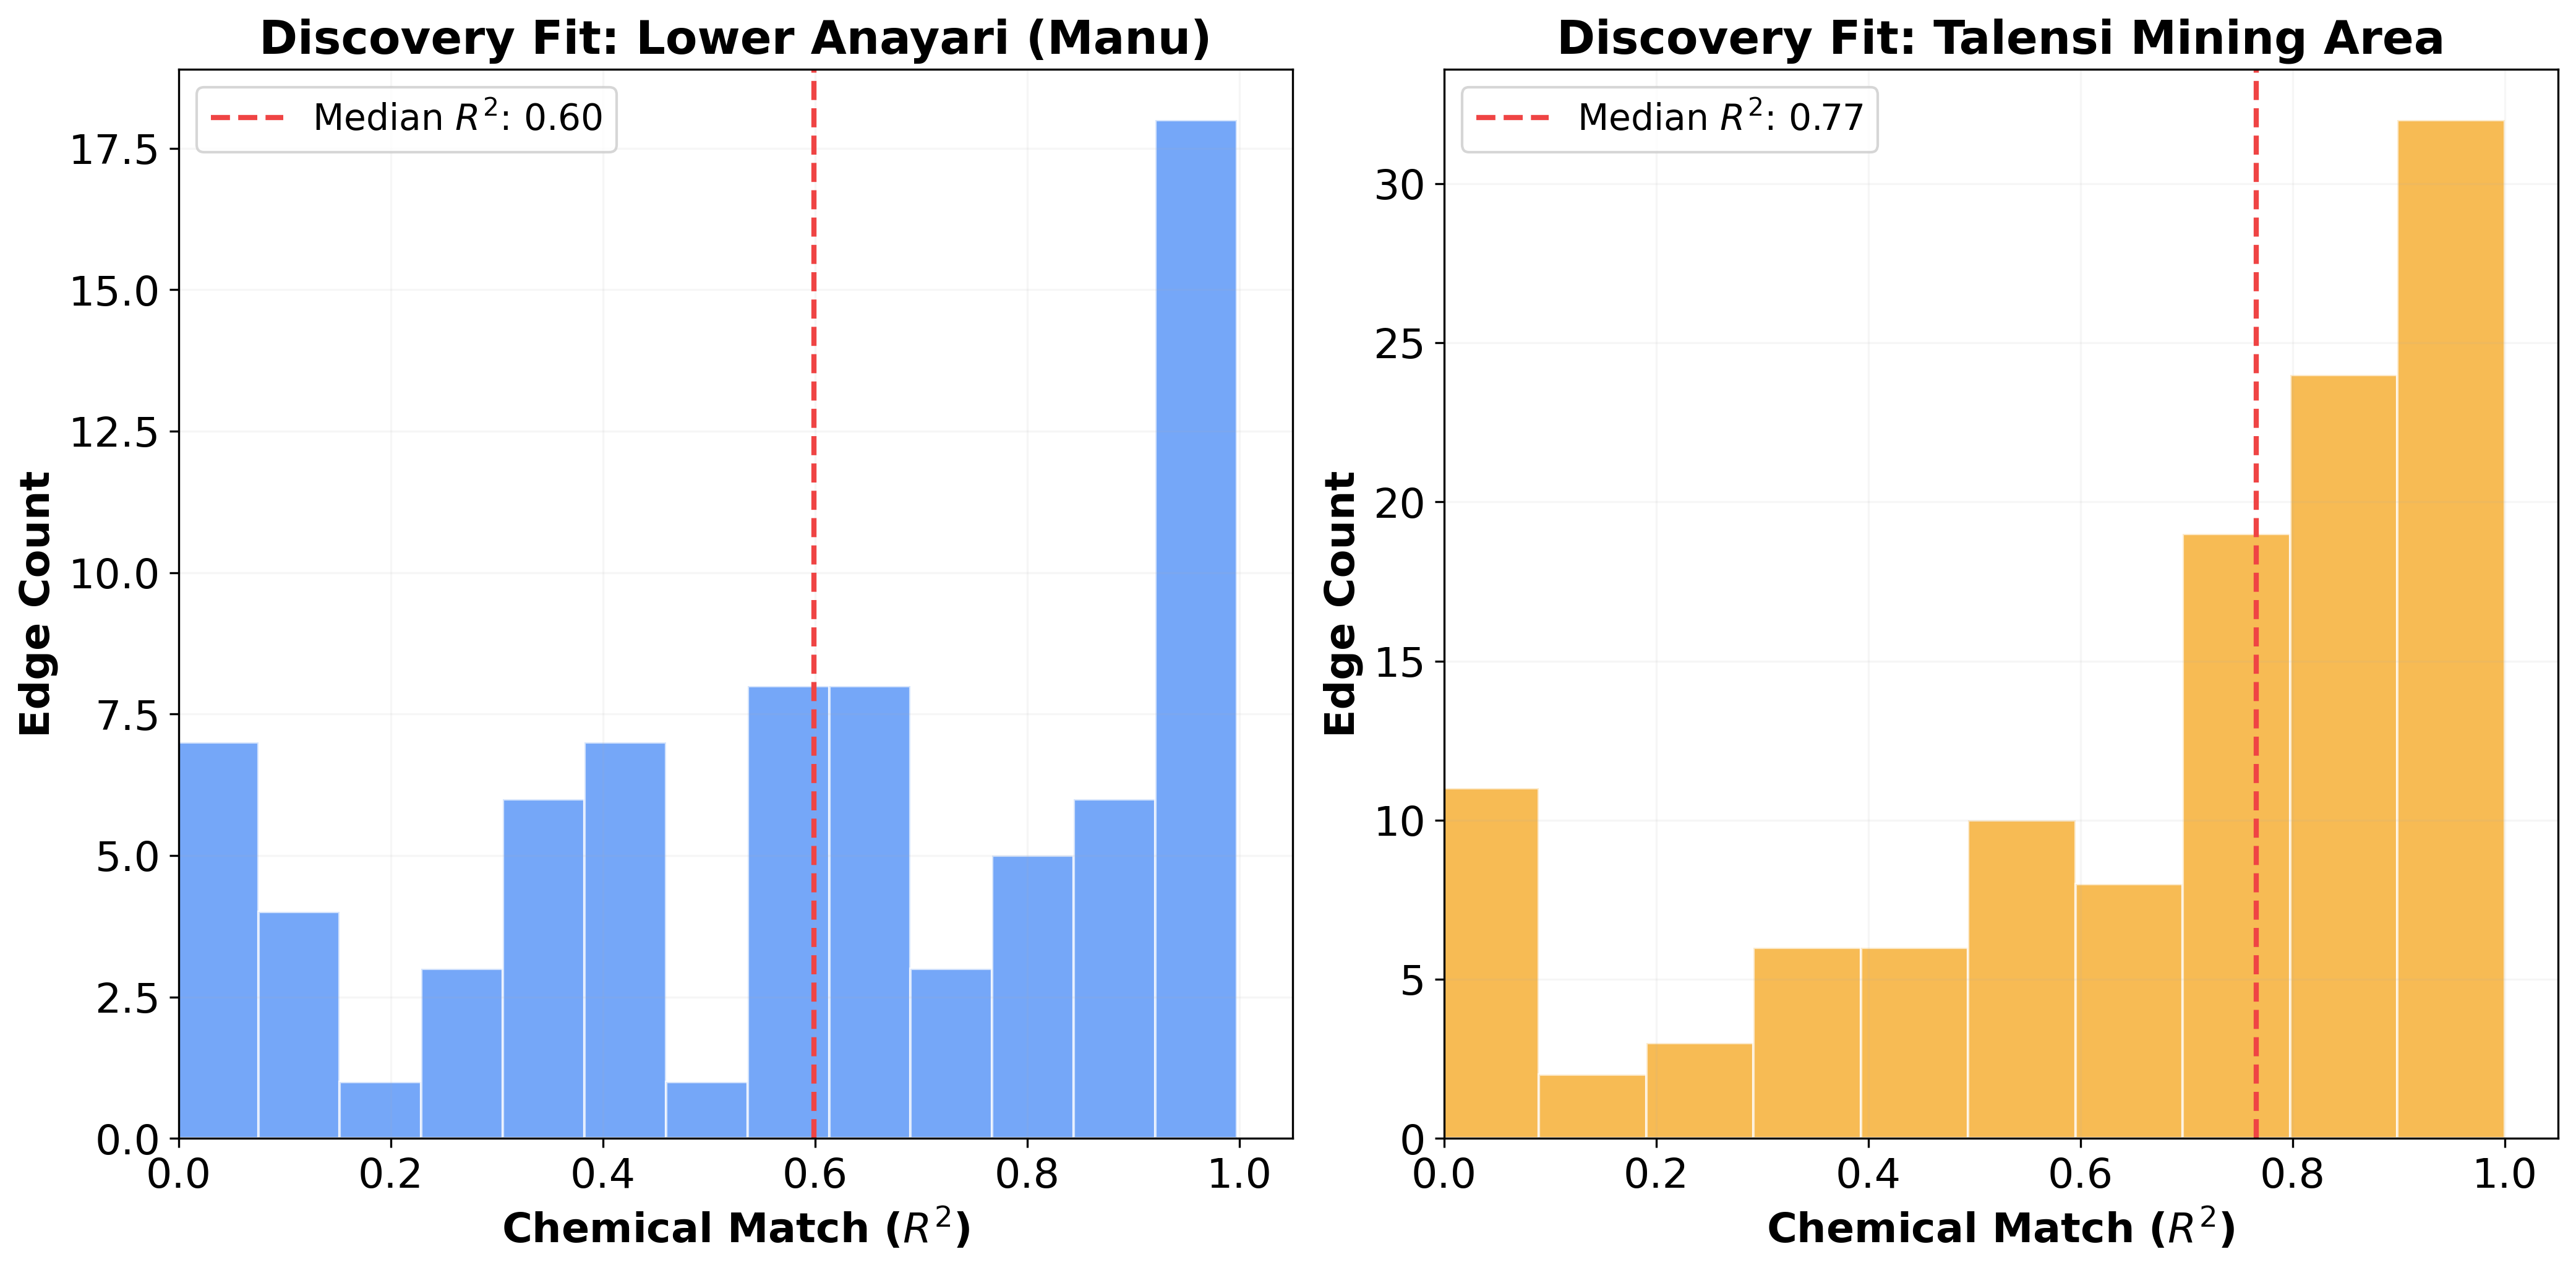 Discovery Fit: Lower Anayari (Manu)
Median R²: 0.60
17.5
15.0
12.5
10.0
7.5
5.0
2.5
0.0
Edge Count
0.0 0.2 0.4 0.6 0.8 1.0
Chemical Match (R²)
Discovery Fit: Talensi Mining Area
Median R²: 0.77
30
25
20
15
10
5
0
Edge Count
0.0 0.2 0.4 0.6 0.8 1.0
Chemical Match (R²)